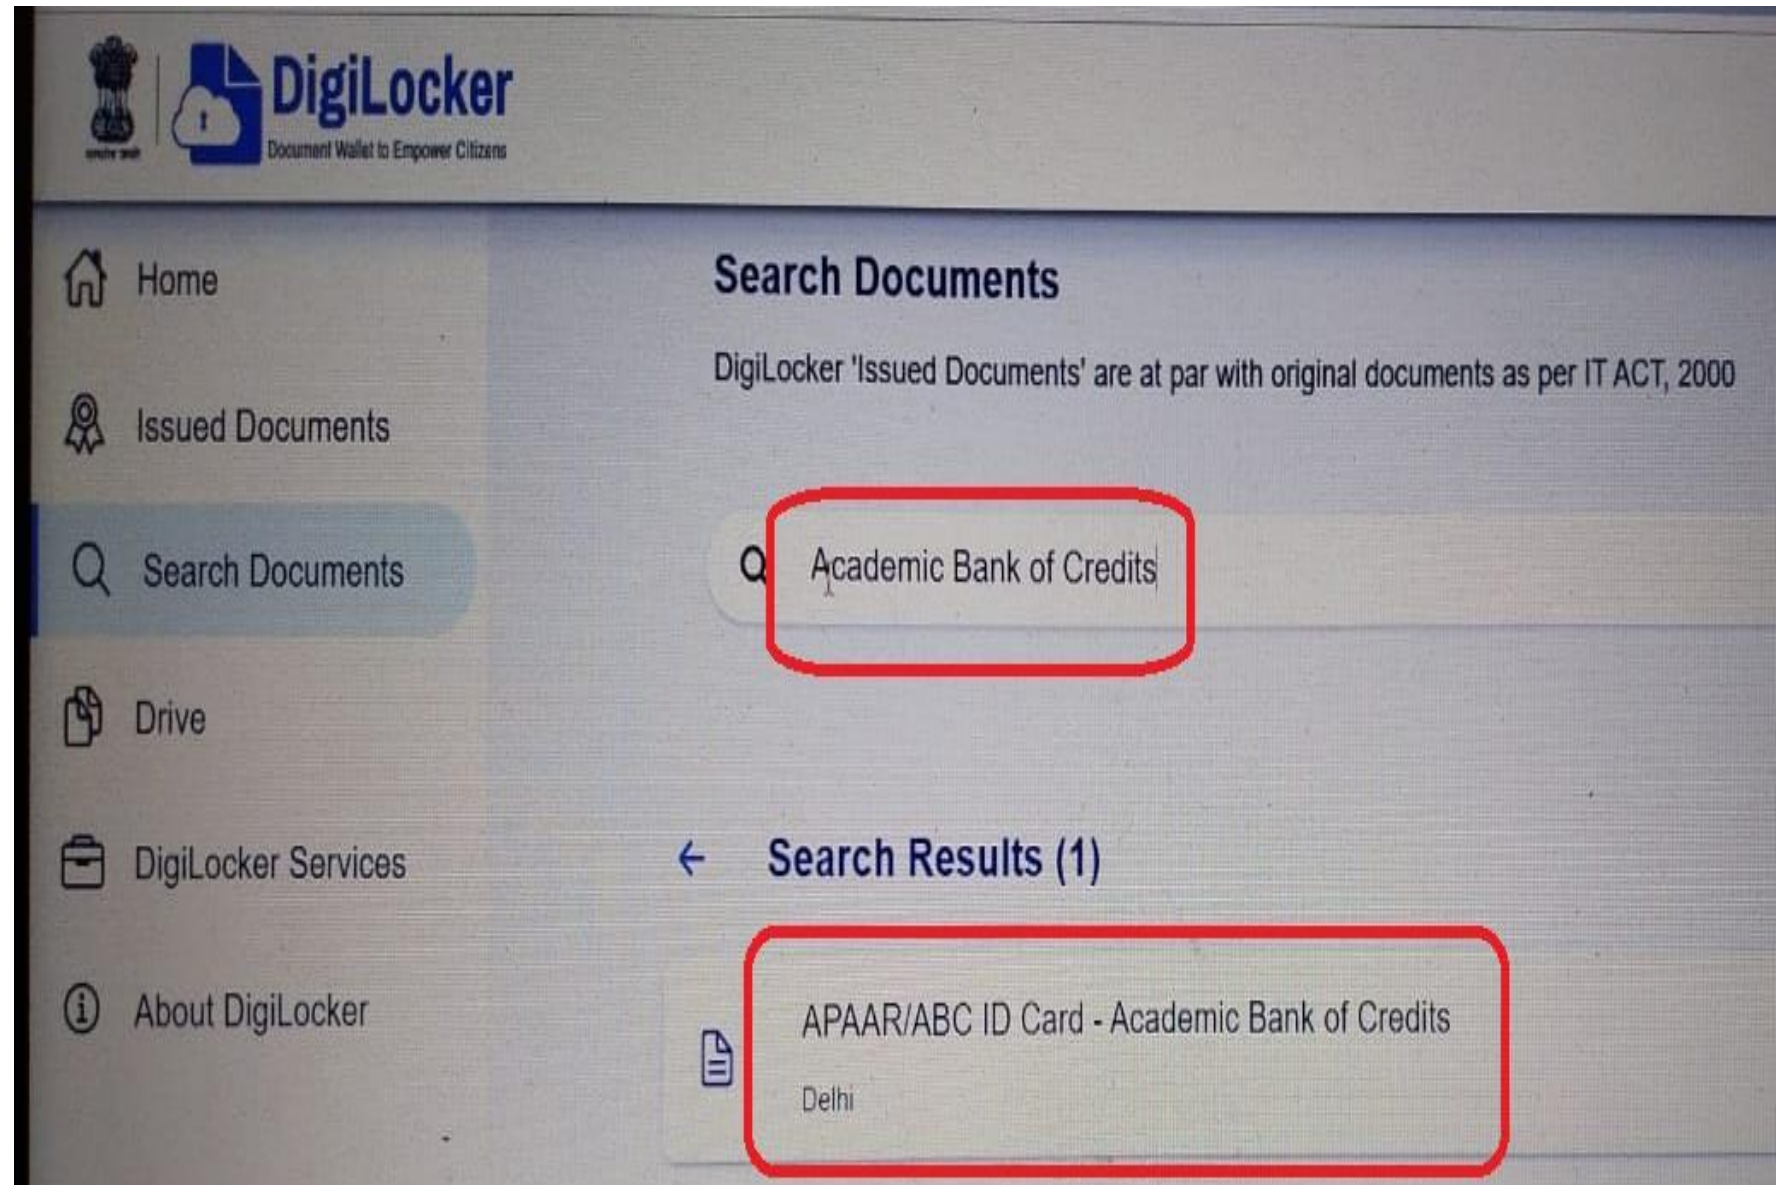 DigiLocker
Document Wallet to Empower Citizens
Home
Issued Documents
Search Documents
Drive
DigiLocker Services
About DigiLocker
Search Documents
DigiLocker 'Issued Documents' are at par with original documents as per IT ACT, 2000
Academic Bank of Credits
Search Results (1)
APAAR/ABC ID Card - Academic Bank of Credits
Delhi